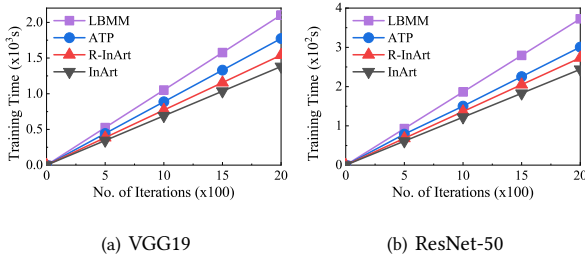 Training Time (x10³s)
2.0
1.5
1.0
0.5
0.0
LBMM
ATP
R-InArt
InArt
0 5 10 15 20
No. of Iterations (x100)
(a) VGG19
Training Time (x10²s)
4
3
2
1
0
LBMM
ATP
R-InArt
InArt
0 5 10 15 20
No. of Iterations (x100)
(b) ResNet-50